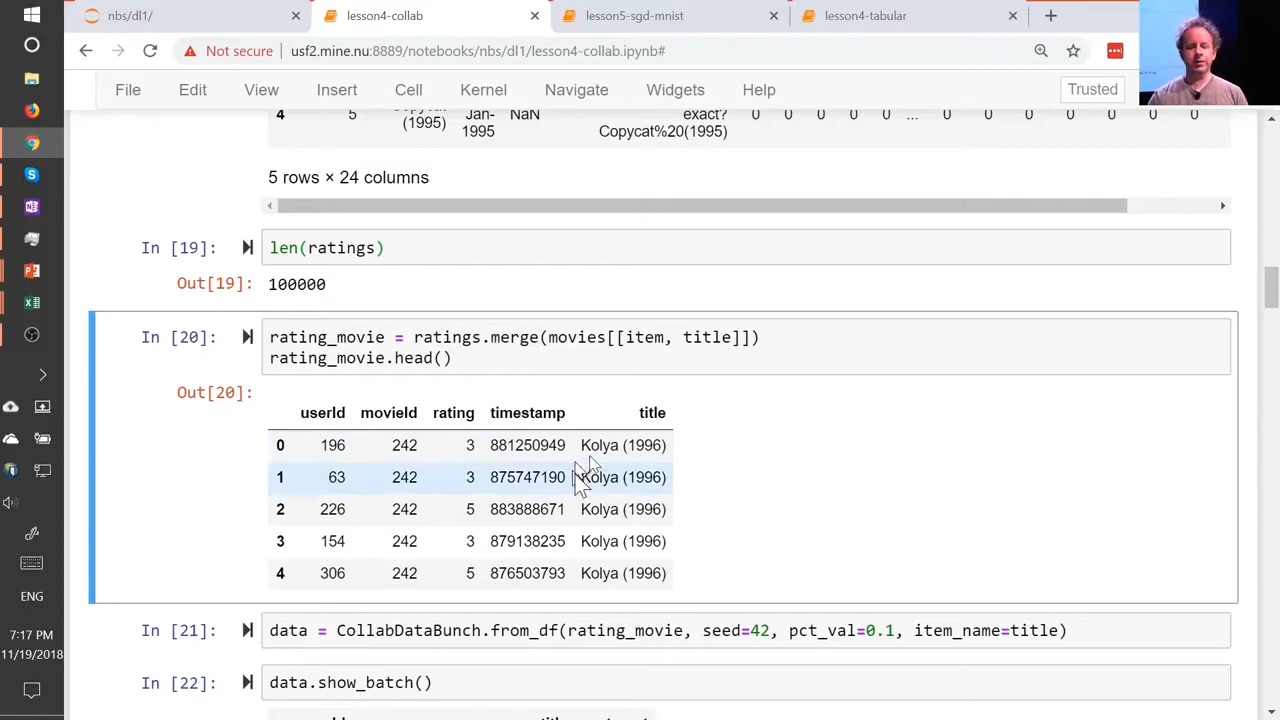 nbs/dl1/
lesson4-collab
lesson5-sgd-mnist
lesson4-tabular
Not secure
usf2.mine.nu:8889/notebooks/nbs/dl1/lesson4-collab.ipynb#
File Edit View Insert Cell Kernel Navigate Widgets Help Trusted
4 5 (1995) Jan-1995 NaN exact?Copycat%20(1995) 0 0 0 0 0 ... 0 0 0 0 0 0 0
5 rows × 24 columns
In [19]: len(ratings)
Out[19]: 100000
In [20]: rating_movie = ratings.merge(movies[[item, title]])
rating_movie.head()
Out[20]:
userId movieId rating timestamp title
0 196 242 3 881250949 Kolya (1996)
1 63 242 3 875747190 Kolya (1996)
2 226 242 5 883888671 Kolya (1996)
3 154 242 3 879138235 Kolya (1996)
4 306 242 5 876503793 Kolya (1996)
In [21]: data = CollabDataBunch.from_df(rating_movie, seed=42, pct_val=0.1, item_name=title)
In [22]: data.show_batch()
ENG
7:17 PM
11/19/2018